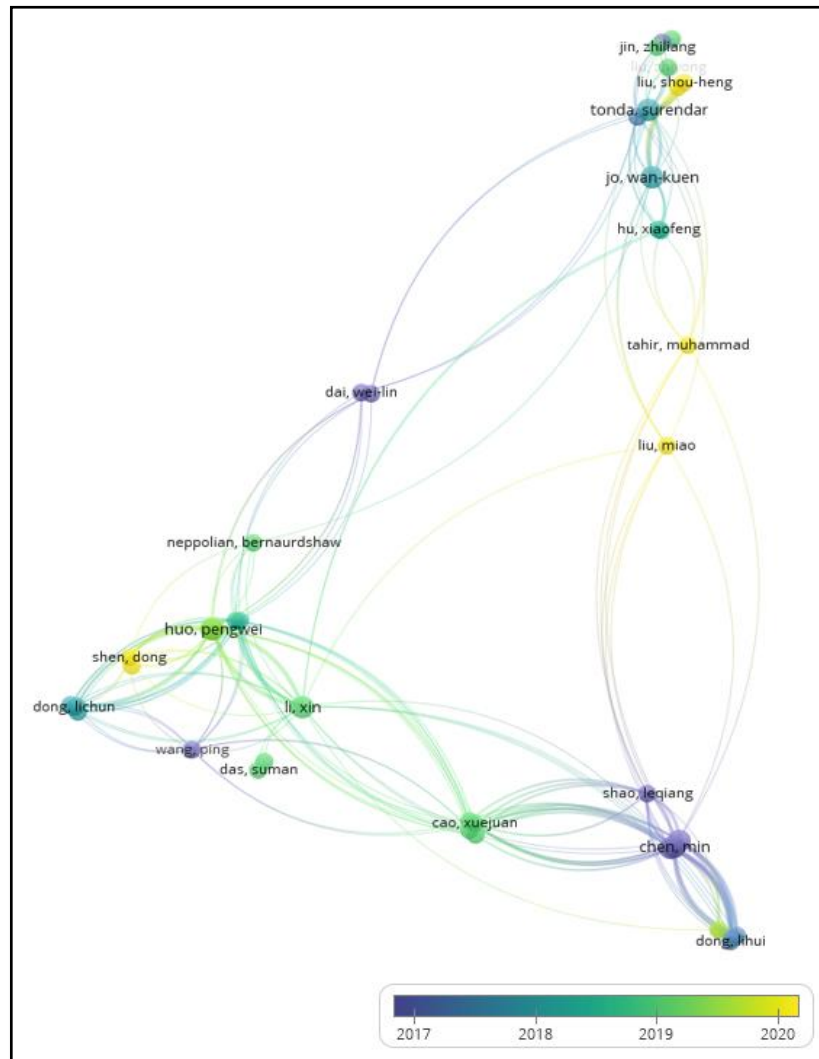 jin, zhiliang
liu, shou-heng
tonda, surendar
jo, wan-kuen
hu, xiaofeng
tahir, muhammad
dai, wei-lin
liu, miao
neppolian, bernaurdshaw
huo, pengwei
shen, dong
dong, lichun
li, xin
wang, ping
das, suman
shao, leqiang
cao, xuejuan
chen, min
dong, lihui
2017 2018 2019 2020